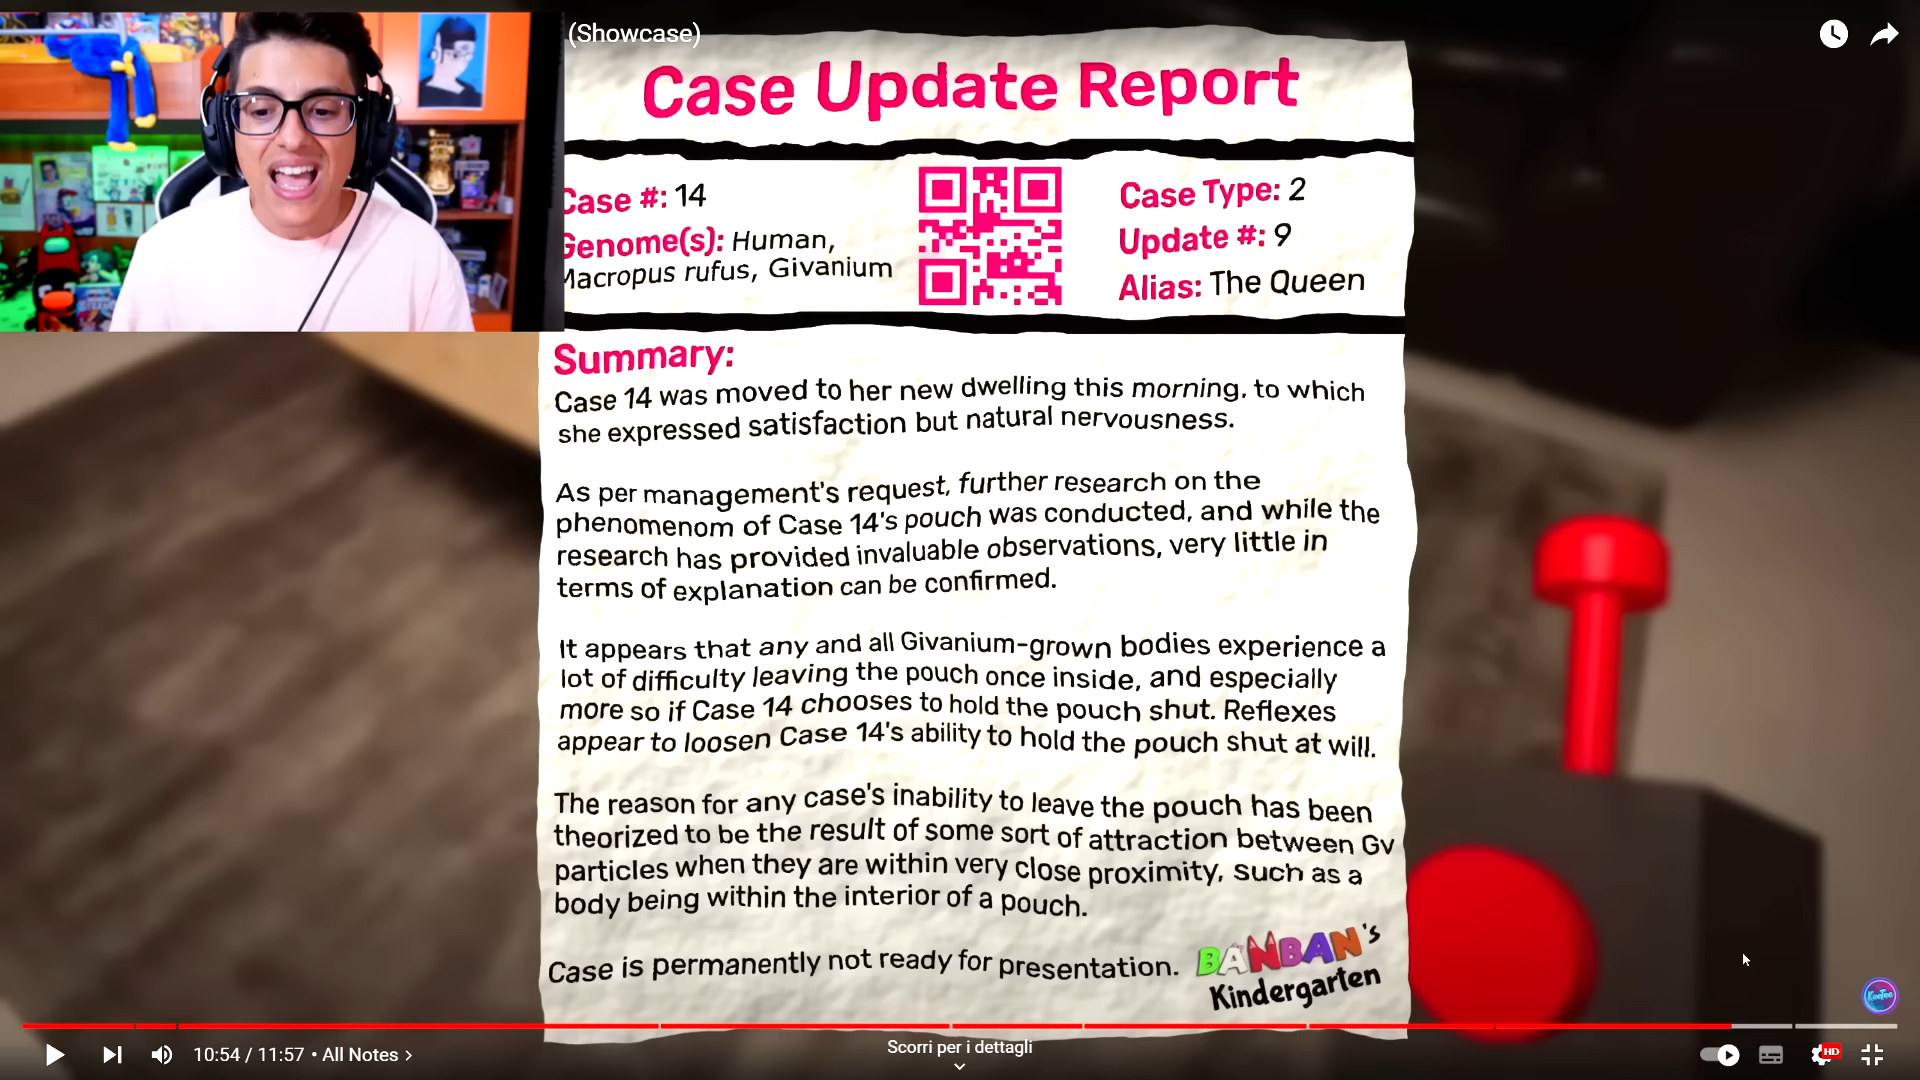 (Showcase)
Case Update Report
Case #: 14
Genome(s): Human,
Macropus rufus, Givanium
Case Type: 2
Update #: 9
Alias: The Queen
Summary:
Case 14 was moved to her new dwelling this morning, to which
she expressed satisfaction but natural nervousness.
As per management's request, further research on the
phenomenom of Case 14's pouch was conducted, and while the
research has provided invaluable observations, very little in
terms of explanation can be confirmed.
It appears that any and all Givanium-grown bodies experience a
lot of difficulty leaving the pouch once inside, and especially
more so if Case 14 chooses to hold the pouch shut. Reflexes
appear to loosen Case 14's ability to hold the pouch shut at will.
The reason for any case's inability to leave the pouch has been
theorized to be the result of some sort of attraction between Gv
particles when they are within very close proximity, such as a
body being within the interior of a pouch.
Case is permanently not ready for presentation.
BANBAN's
Kindergarten
KeeTee
10:54 / 11:57 • All Notes >
Scorri per i dettagli
HD